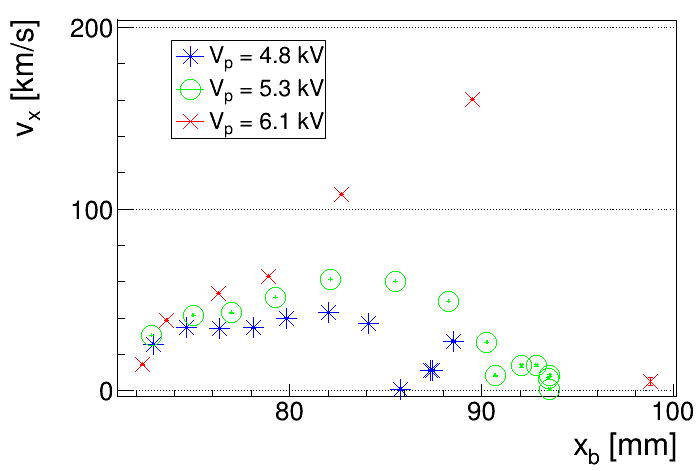 200
v_x [km/s]
V_p = 4.8 kV
V_p = 5.3 kV
V_p = 6.1 kV
100
0
80
90
100
x_b [mm]